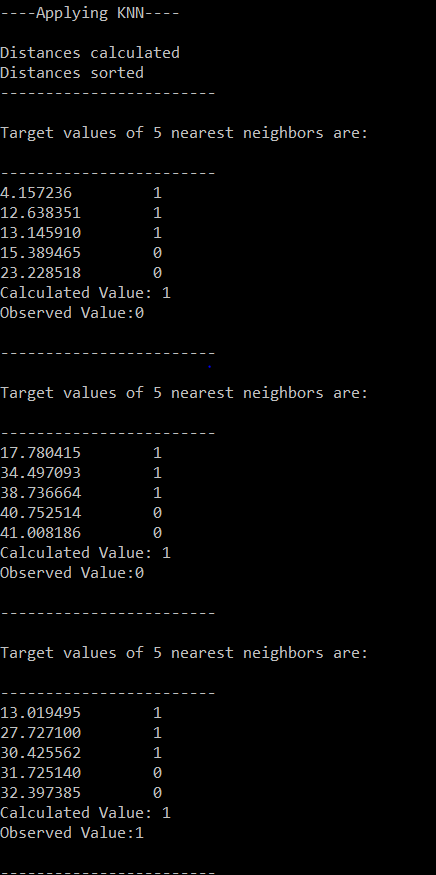 ----Applying KNN----
Distances calculated
Distances sorted
------------------------
Target values of 5 nearest neighbors are:
------------------------
4.157236 1
12.638351 1
13.145910 1
15.389465 0
23.228518 0
Calculated Value: 1
Observed Value:0
------------------------
Target values of 5 nearest neighbors are:
------------------------
17.780415 1
34.497093 1
38.736664 1
40.752514 0
41.008186 0
Calculated Value: 1
Observed Value:0
------------------------
Target values of 5 nearest neighbors are:
------------------------
13.019495 1
27.727100 1
30.425562 1
31.725140 0
32.397385 0
Calculated Value: 1
Observed Value:1
------------------------